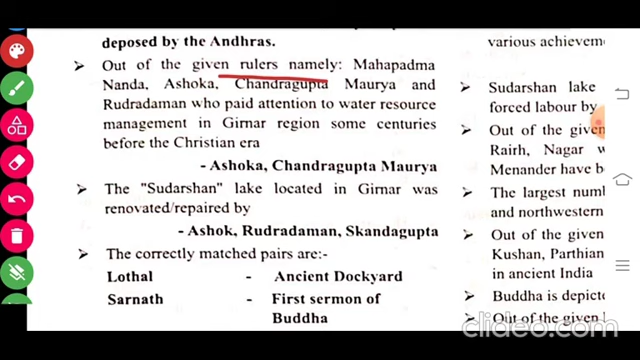 deposed by the Andhras.
Out of the given rulers namely: Mahapadma
Nanda, Ashoka, Chandragupta Maurya and
Rudradaman who paid attention to water resource
management in Girnar region some centuries
before the Christian era
- Ashoka, Chandragupta Maurya
The "Sudarshan" lake located in Girnar was
renovated/repaired by
- Ashok, Rudradaman, Skandagupta
The correctly matched pairs are:-
Lothal - Ancient Dockyard
Sarnath - First sermon of
Buddha
various achievem
Sudarshan lake
forced labour by
Out of the given
Rairh, Nagar w
Menander have b
The largest numb
and northwestern
Out of the given
Kushan, Parthian
in ancient India
Buddha is depicte
Out of the given
clideo.com